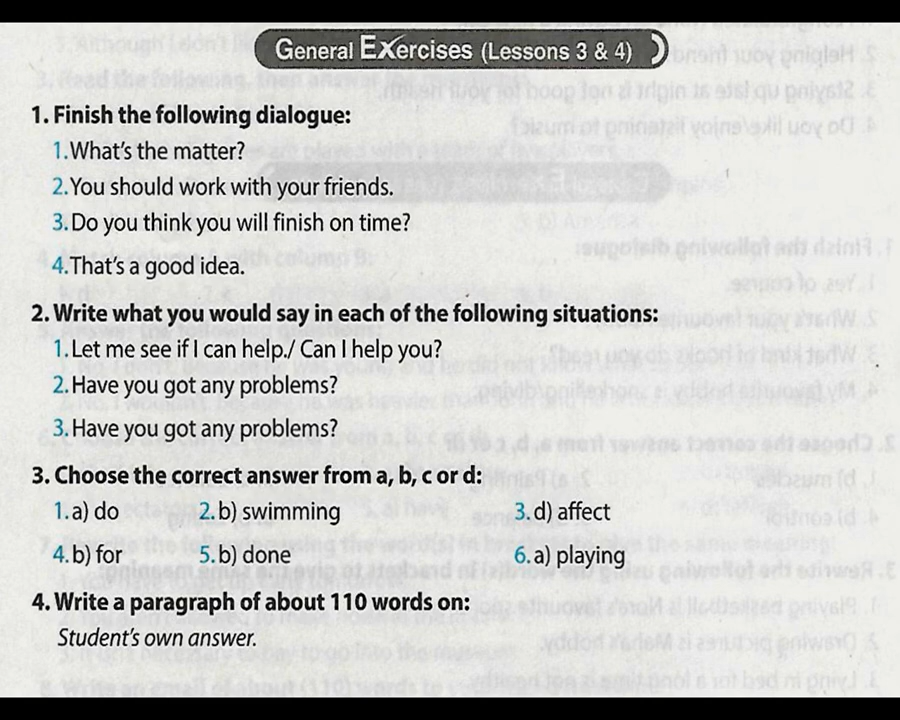 General EXercises (Lessons 3 & 4)
1. Finish the following dialogue:
1. What's the matter?
2. You should work with your friends.
3. Do you think you will finish on time?
4. That's a good idea.
2. Write what you would say in each of the following situations:
1. Let me see if I can help./ Can I help you?
2. Have you got any problems?
3. Have you got any problems?
3. Choose the correct answer from a, b, c or d:
1. a) do 2. b) swimming 3. d) affect
4. b) for 5. b) done 6. a) playing
4. Write a paragraph of about 110 words on:
Student's own answer.